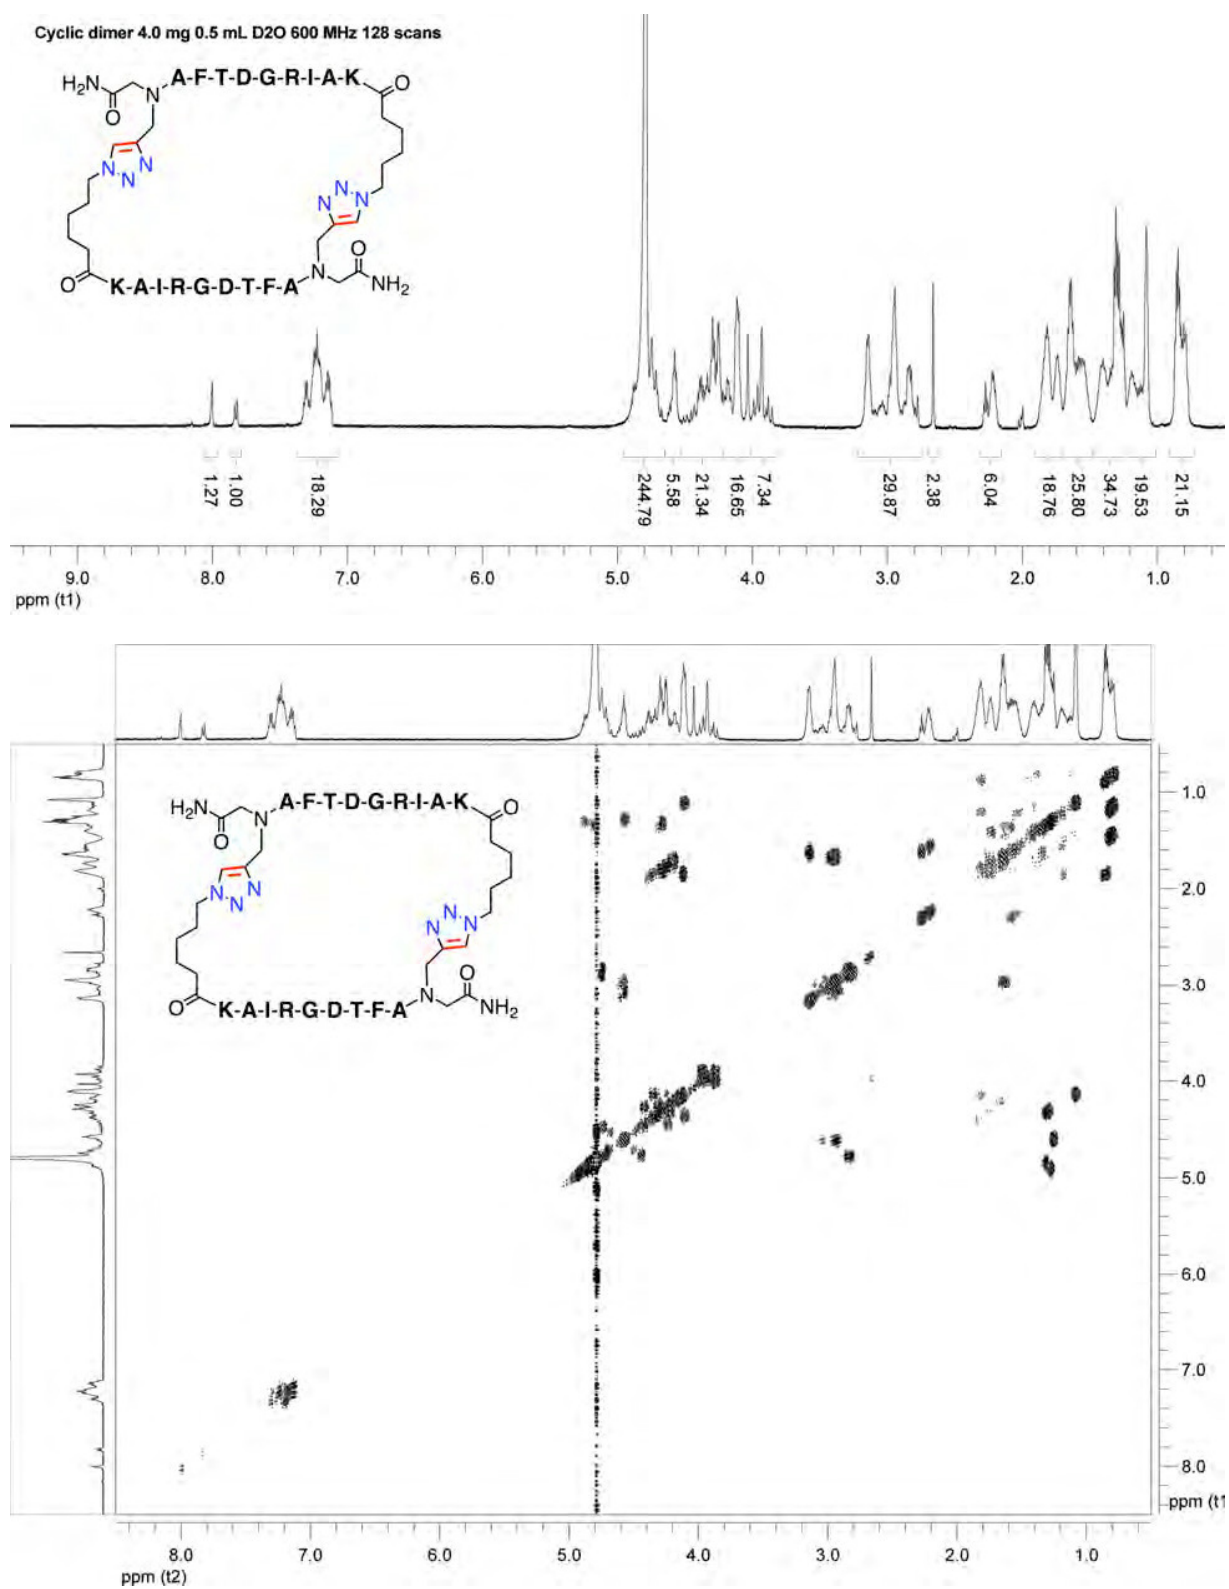 Cyclic dimer 4.0 mg 0.5 mL D2O 600 MHz 128 scans
H2N
O
N
A-F-T-D-G-R-I-A-K
O
N
N
N
N
N
N
O
K-A-I-R-G-D-T-F-A
N
O
NH2
1.27
1.00
18.29
244.79
5.58
21.34
16.65
7.34
29.87
2.38
6.04
18.76
25.80
34.73
19.53
21.15
9.0 8.0 7.0 6.0 5.0 4.0 3.0 2.0 1.0
ppm (t1)
H2N
O
N
A-F-T-D-G-R-I-A-K
O
N
N
N
N
N
N
O
K-A-I-R-G-D-T-F-A
N
O
NH2
1.0
2.0
3.0
4.0
5.0
6.0
7.0
8.0
ppm (t1
8.0 7.0 6.0 5.0 4.0 3.0 2.0 1.0
ppm (t2)